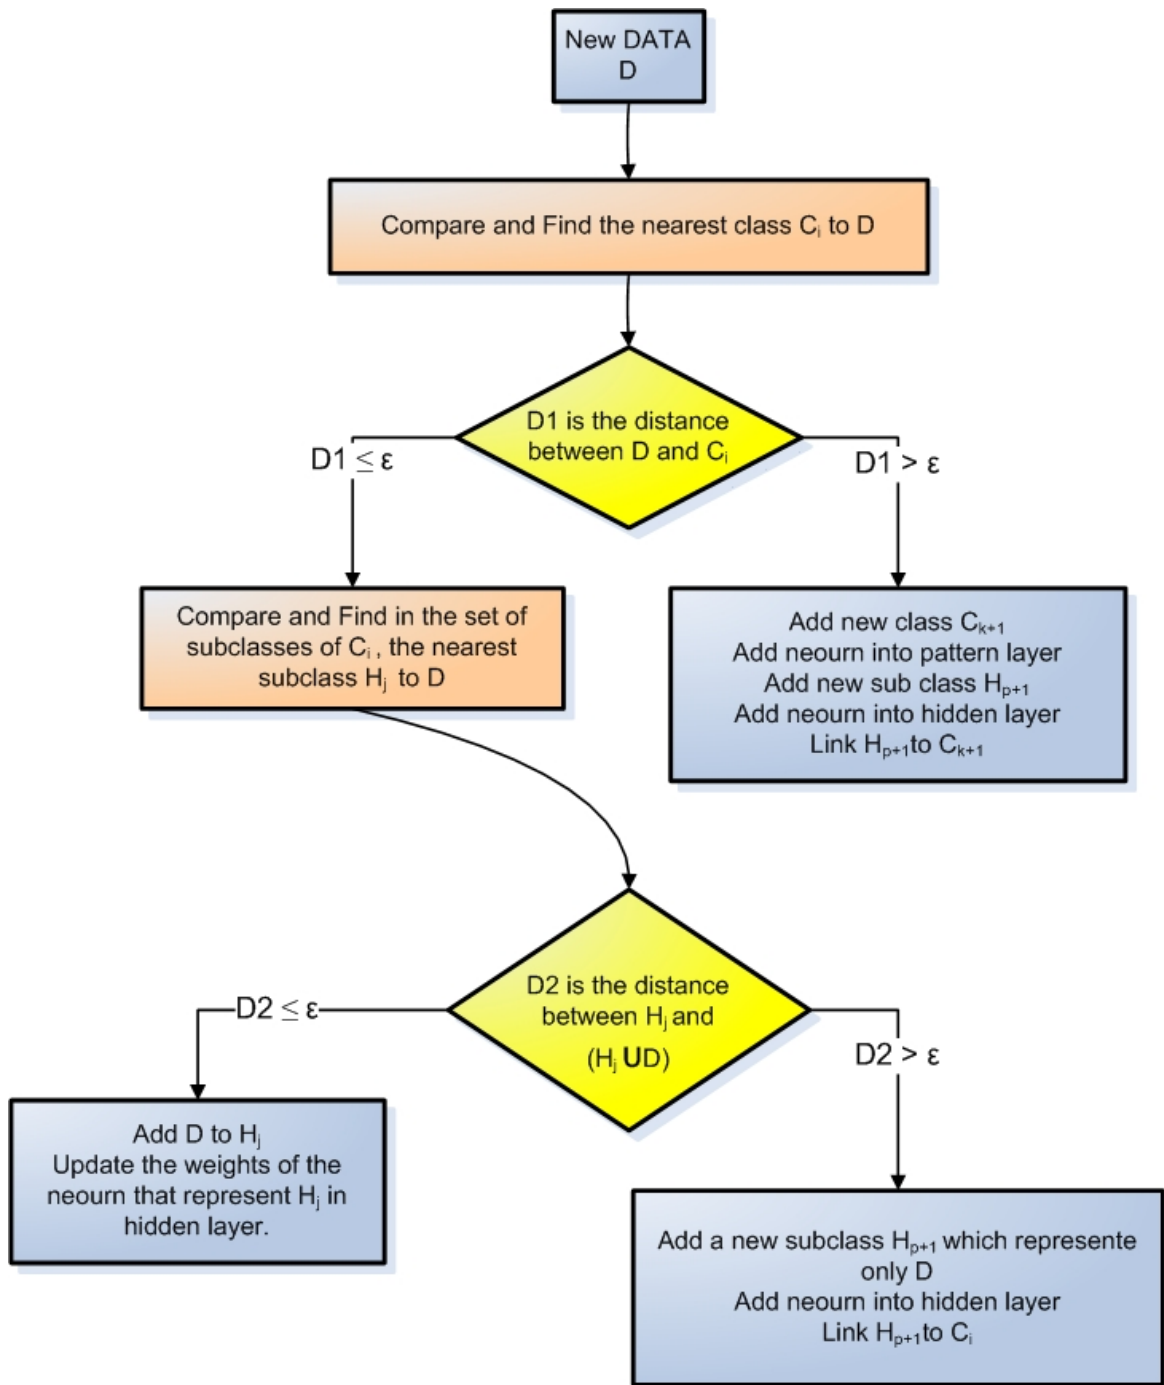 New DATA
D
Compare and Find the nearest class Cᵢ to D
D1 is the distance
between D and Cᵢ
D1 ≤ ε
D1 > ε
Compare and Find in the set of
subclasses of Cᵢ , the nearest
subclass Hⱼ to D
Add new class Cₖ₊₁
Add neourn into pattern layer
Add new sub class Hₚ₊₁
Add neourn into hidden layer
Link Hₚ₊₁ to Cₖ₊₁
D2 is the distance
between Hⱼ and
(Hⱼ UD)
D2 ≤ ε
D2 > ε
Add D to Hⱼ
Update the weights of the
neourn that represent Hⱼ in
hidden layer.
Add a new subclass Hₚ₊₁ which represente
only D
Add neourn into hidden layer
Link Hₚ₊₁ to Cᵢ